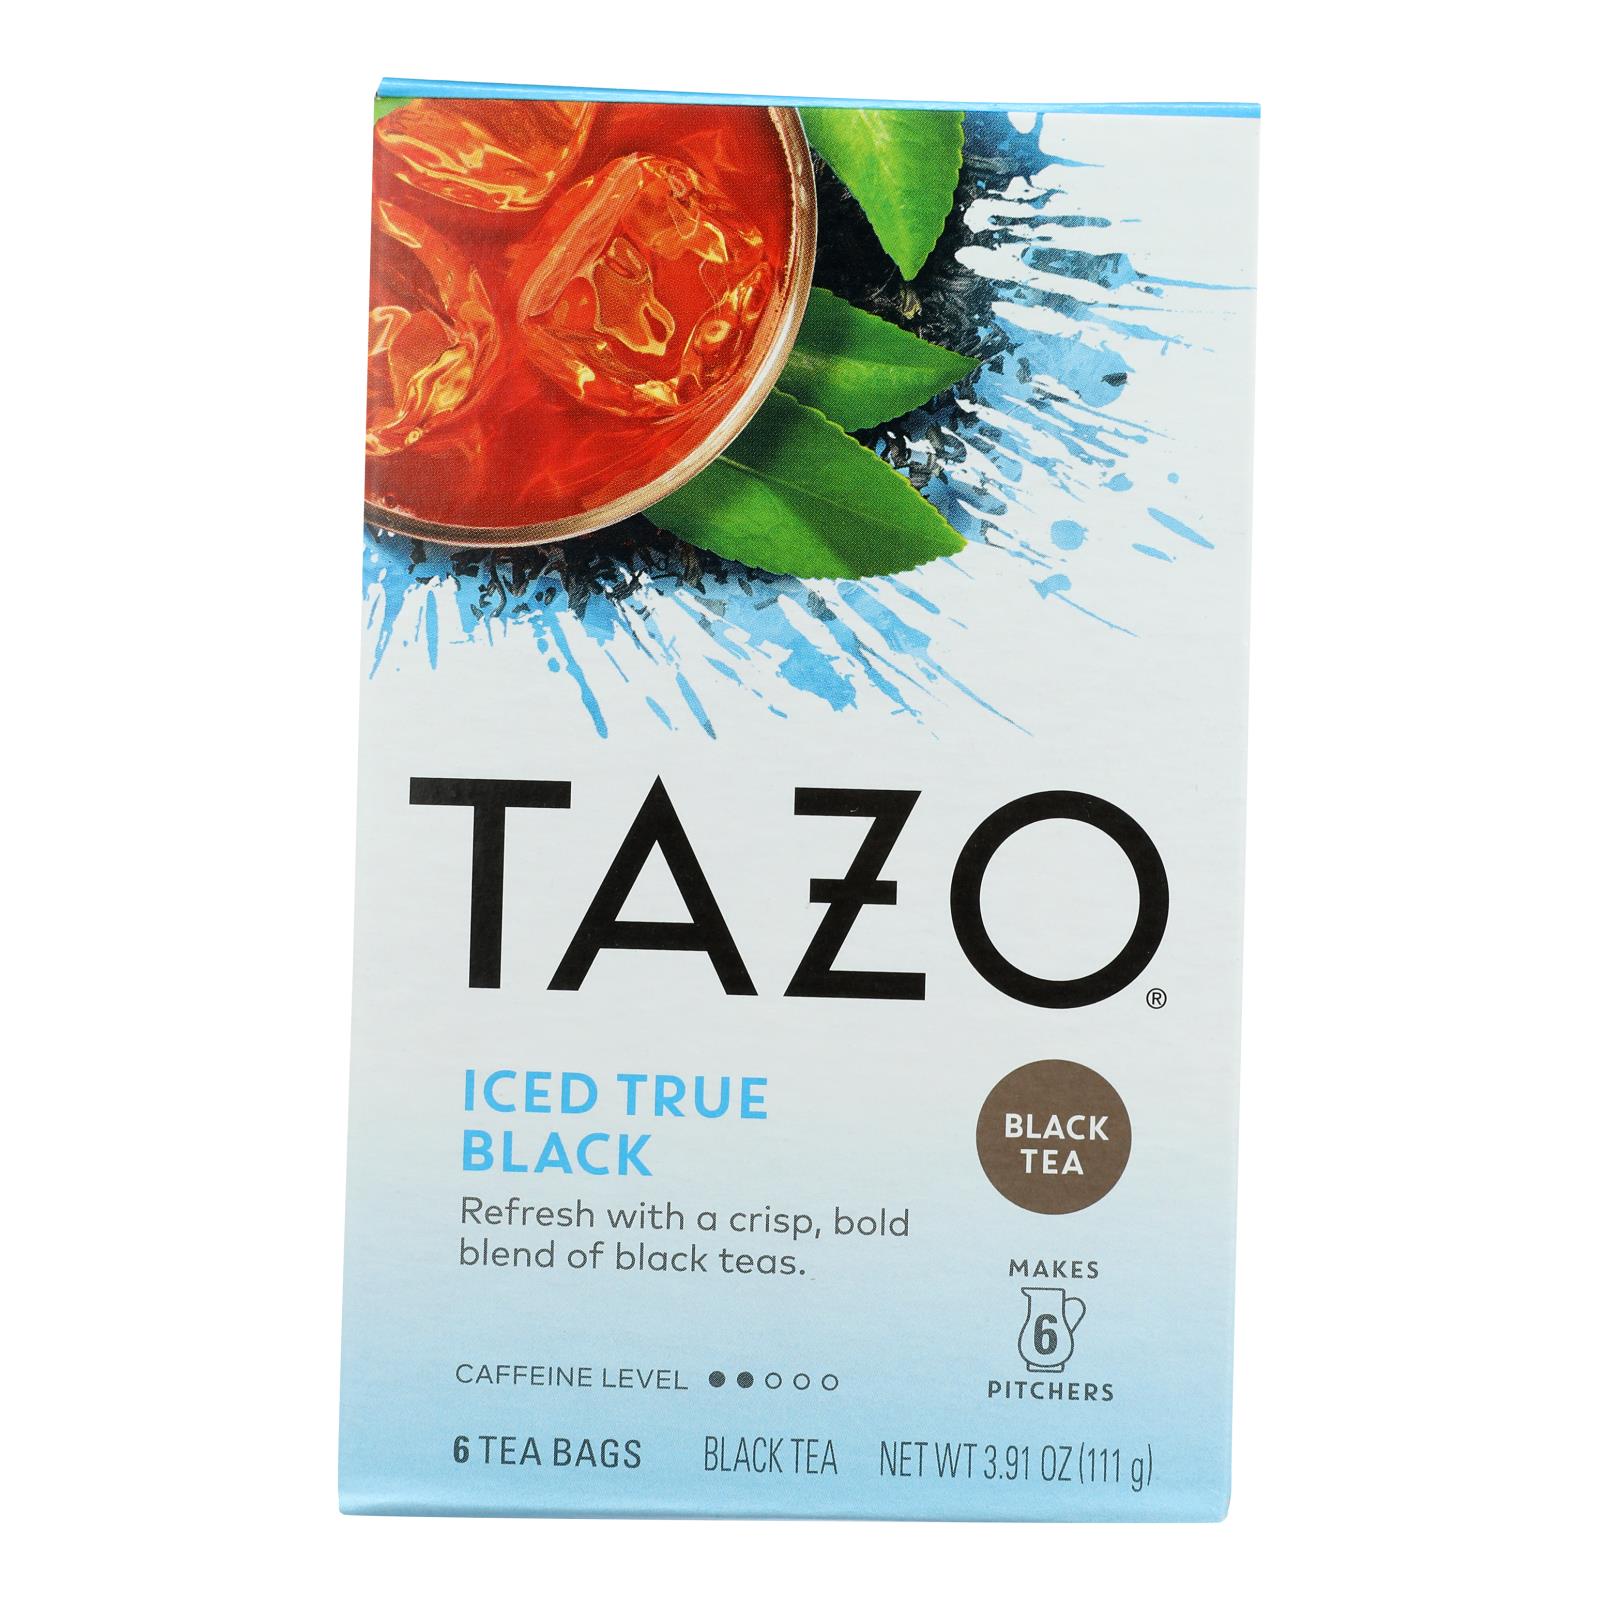 TAZO®
ICED TRUE
BLACK
Refresh with a crisp, bold
blend of black teas.
BLACK
TEA
MAKES
6
PITCHERS
CAFFEINE LEVEL
6 TEA BAGS BLACK TEA NET WT 3.91 OZ (111 g)